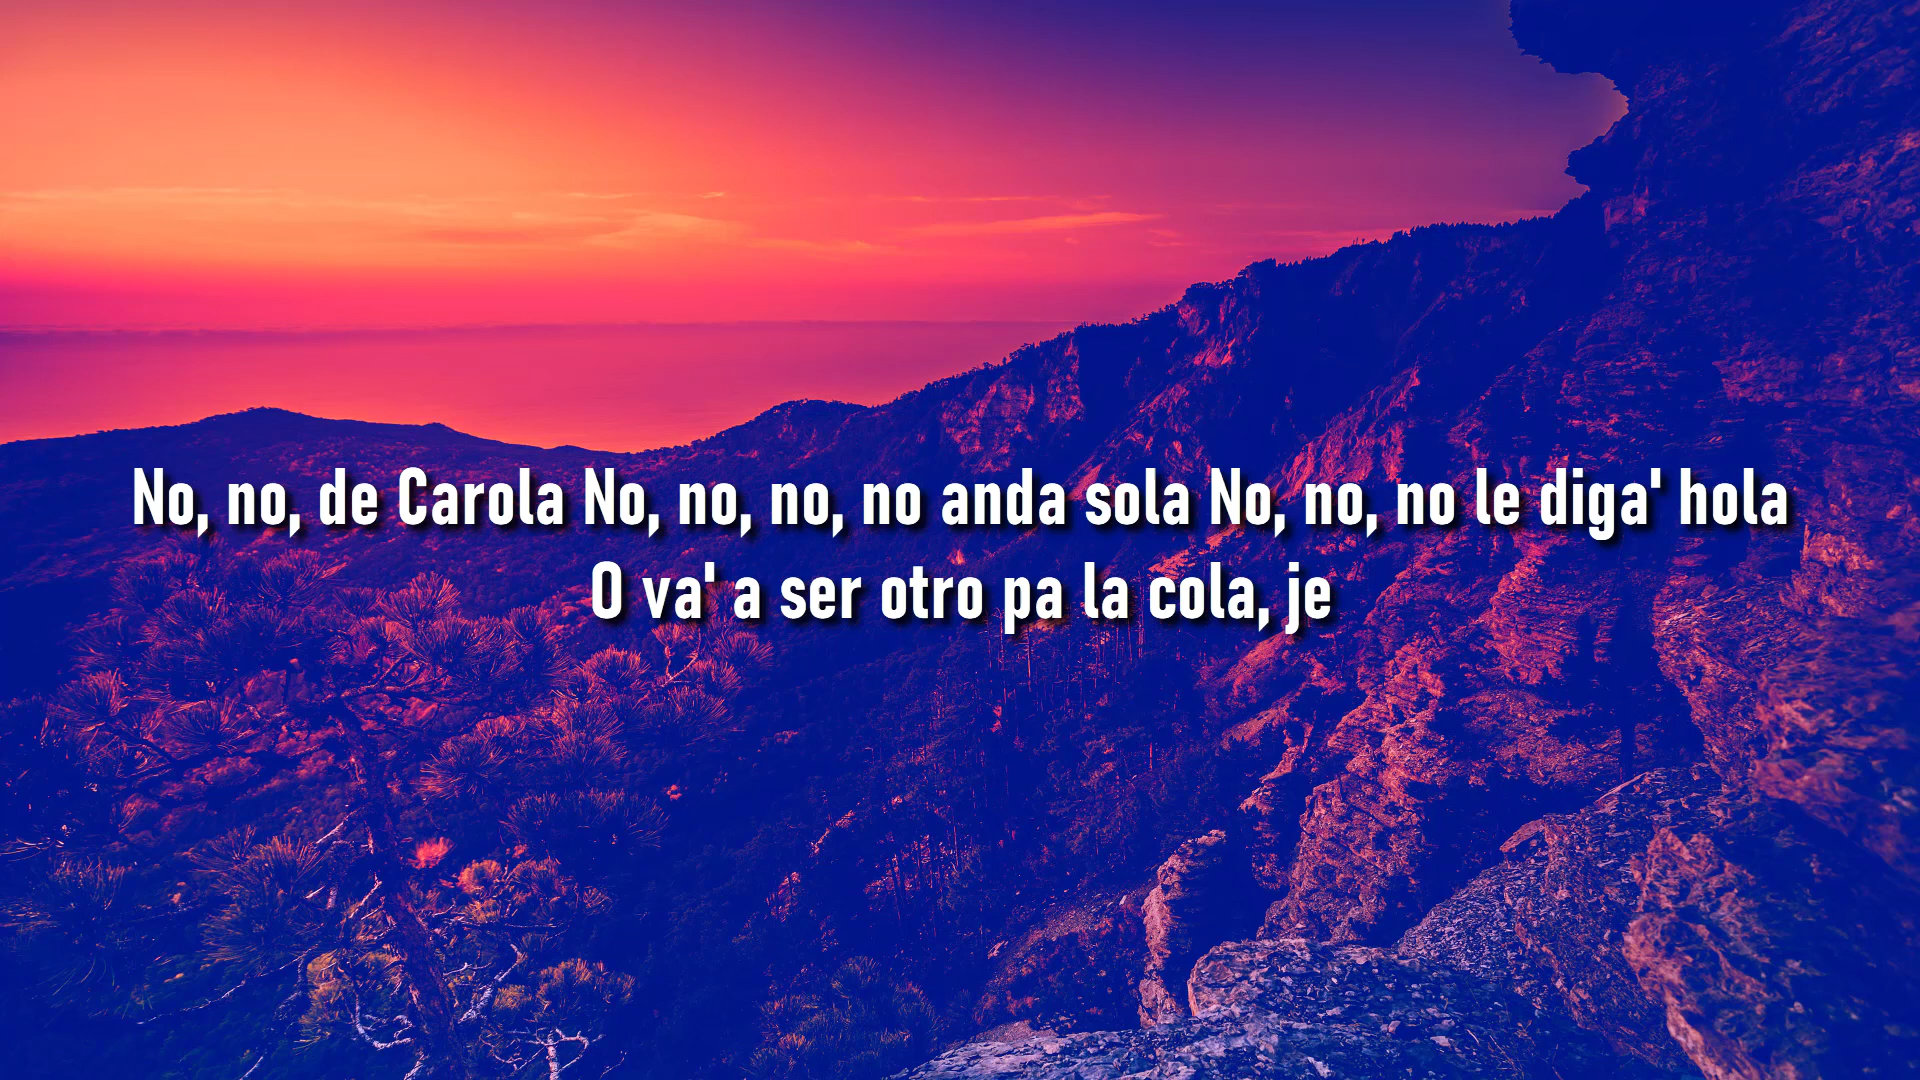 No, no, de Carola No, no, no, no anda sola No, no, no le diga' hola
O va' a ser otro pa la cola, je